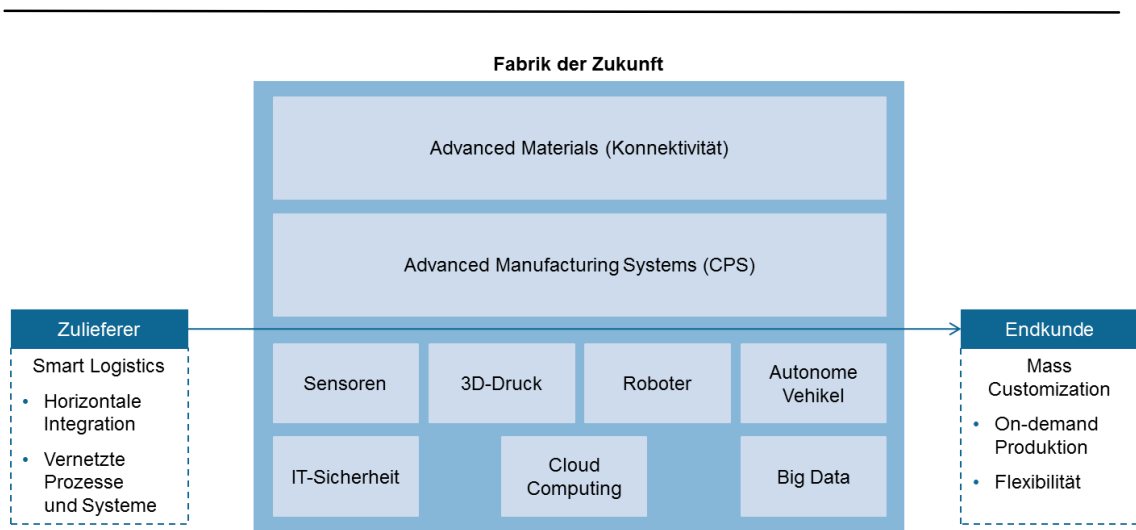 Fabrik der Zukunft
Advanced Materials (Konnektivität)
Advanced Manufacturing Systems (CPS)
Zulieferer
Smart Logistics
• Horizontale
Integration
• Vernetzte
Prozesse
und Systeme
Sensoren
3D-Druck
Roboter
Autonome
Vehikel
IT-Sicherheit
Cloud
Computing
Big Data
Endkunde
Mass
Customization
• On-demand
Produktion
• Flexibilität